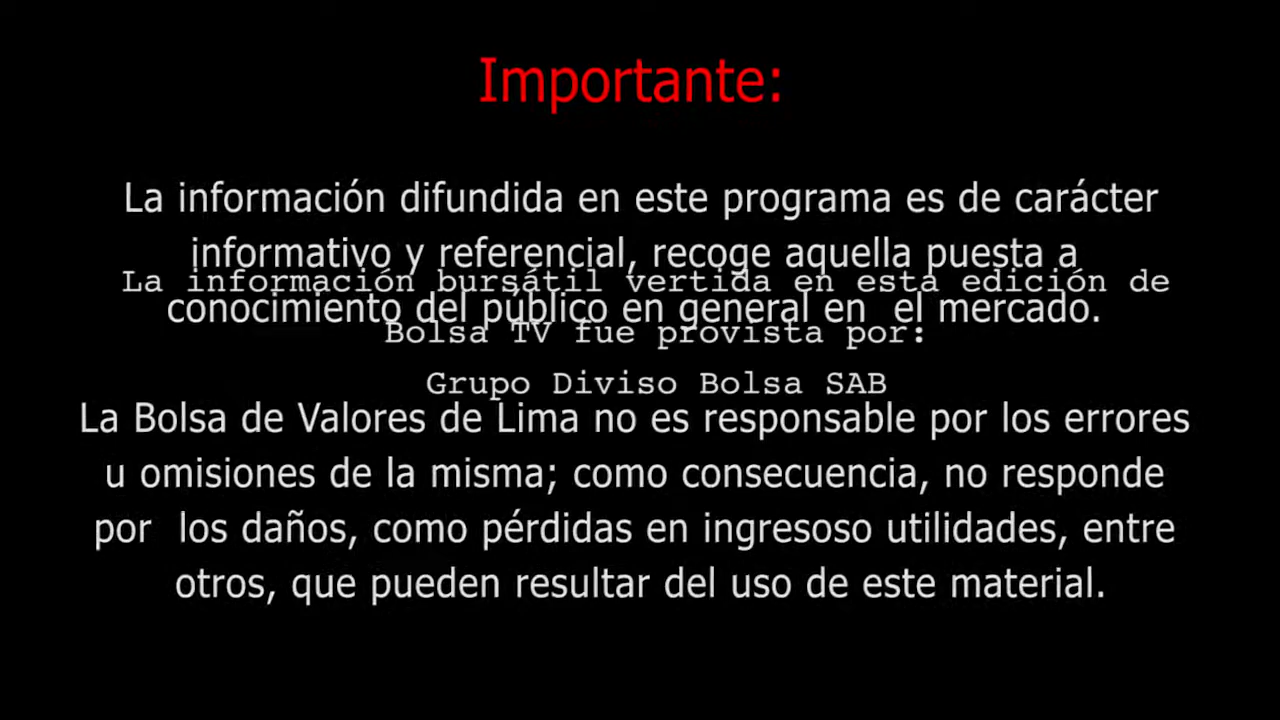 Importante:
La información difundida en este programa es de carácter
informativo y referencial, recoge aquella puesta a
La información bursátil vertida en esta edición de
conocimiento del público en general en el mercado.
Bolsa TV fue provista por:
Grupo Diviso Bolsa SAB
La Bolsa de Valores de Lima no es responsable por los errores
u omisiones de la misma; como consecuencia, no responde
por los daños, como pérdidas en ingresoso utilidades, entre
otros, que pueden resultar del uso de este material.